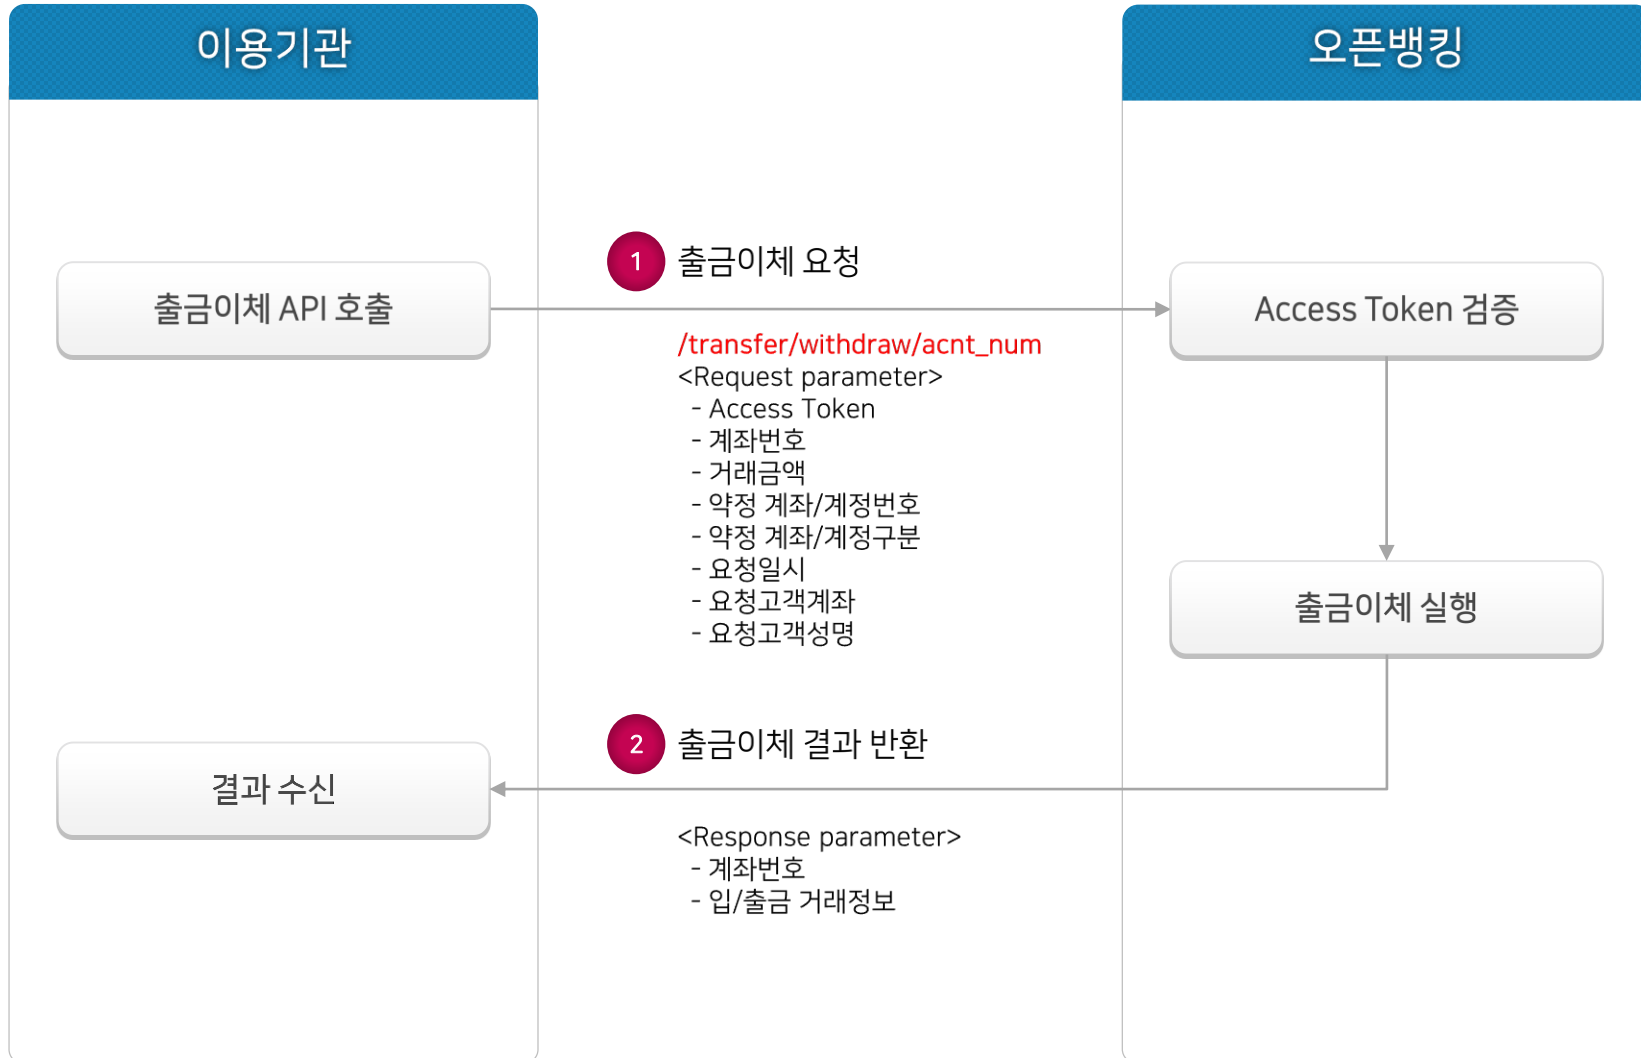 이용기관
오픈뱅킹
1 출금이체 요청
출금이체 API 호출
Access Token 검증
/transfer/withdraw/acnt_num
<Request parameter>
- Access Token
- 계좌번호
- 거래금액
- 약정 계좌/계정번호
- 약정 계좌/계정구분
- 요청일시
- 요청고객계좌
- 요청고객성명
출금이체 실행
2 출금이체 결과 반환
결과 수신
<Response parameter>
- 계좌번호
- 입/출금 거래정보